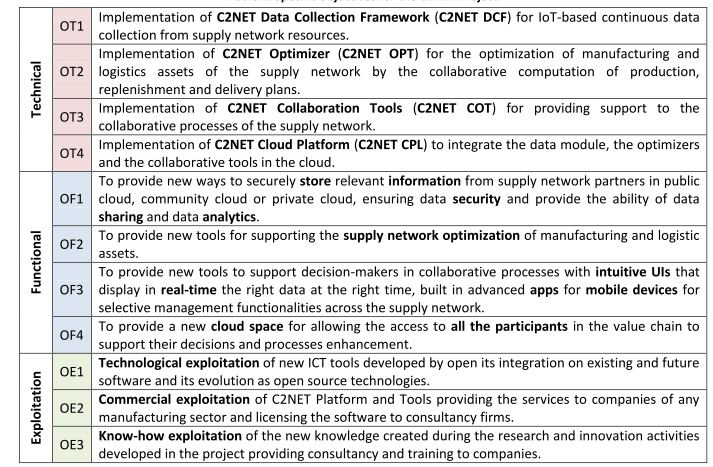 Technical
OT1
Implementation of C2NET Data Collection Framework (C2NET DCF) for IoT-based continuous data
collection from supply network resources.
OT2
Implementation of C2NET Optimizer (C2NET OPT) for the optimization of manufacturing and
logistics assets of the supply network by the collaborative computation of production,
replenishment and delivery plans.
OT3
Implementation of C2NET Collaboration Tools (C2NET COT) for providing support to the
collaborative processes of the supply network.
OT4
Implementation of C2NET Cloud Platform (C2NET CPL) to integrate the data module, the optimizers
and the collaborative tools in the cloud.
Functional
OF1
To provide new ways to securely store relevant information from supply network partners in public
cloud, community cloud or private cloud, ensuring data security and provide the ability of data
sharing and data analytics.
OF2
To provide new tools for supporting the supply network optimization of manufacturing and logistic
assets.
OF3
To provide new tools to support decision-makers in collaborative processes with intuitive UIs that
display in real-time the right data at the right time, built in advanced apps for mobile devices for
selective management functionalities across the supply network.
OF4
To provide a new cloud space for allowing the access to all the participants in the value chain to
support their decisions and processes enhancement.
Exploitation
OE1
Technological exploitation of new ICT tools developed by open its integration on existing and future
software and its evolution as open source technologies.
OE2
Commercial exploitation of C2NET Platform and Tools providing the services to companies of any
manufacturing sector and licensing the software to consultancy firms.
OE3
Know-how exploitation of the new knowledge created during the research and innovation activities
developed in the project providing consultancy and training to companies.